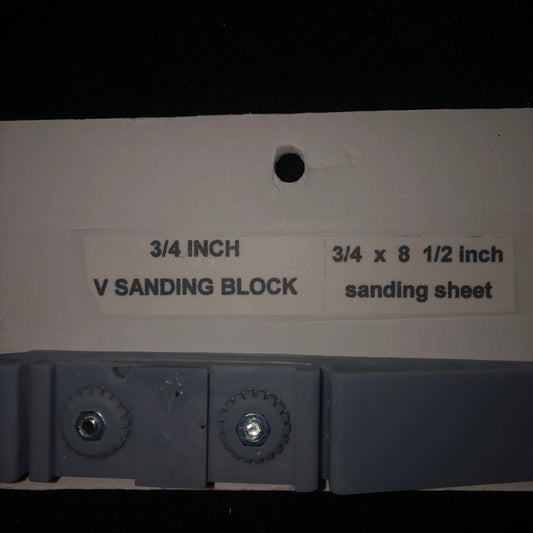 3/4 INCH
V SANDING BLOCK
3/4 x 8 1/2 inch
sanding sheet